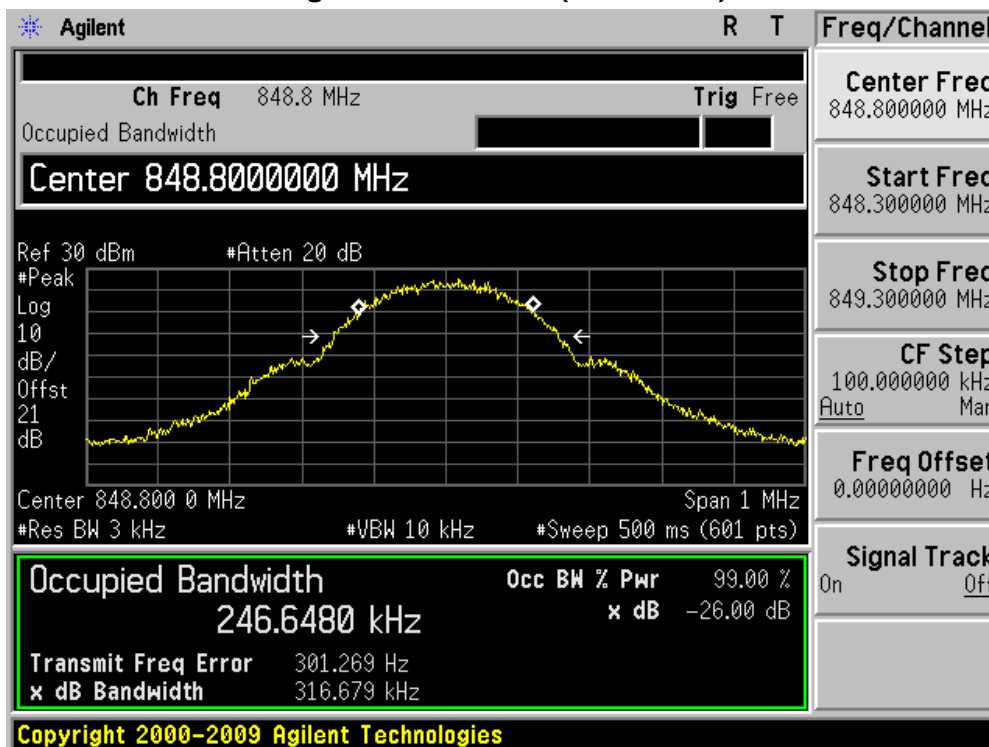 Agilent R T Freq/Channel
Ch Freq 848.8 MHz Trig Free
Occupied Bandwidth
Center 848.8000000 MHz
Ref 30 dBm #Atten 20 dB
#Peak
Log
10
dB/
Offst
21
dB
Center 848.800 0 MHz Span 1 MHz
#Res BW 3 kHz #VBW 10 kHz #Sweep 500 ms (601 pts)
Occupied Bandwidth Occ BW % Pwr 99.00 %
246.6480 kHz x dB -26.00 dB
Transmit Freq Error 301.269 Hz
x dB Bandwidth 316.679 kHz
Copyright 2000-2009 Agilent Technologies
Center Freq
848.800000 MHz
Start Freq
848.300000 MHz
Stop Freq
849.300000 MHz
CF Step
100.000000 kHz
Auto Man
Freq Offset
0.00000000 Hz
Signal Track
On Off